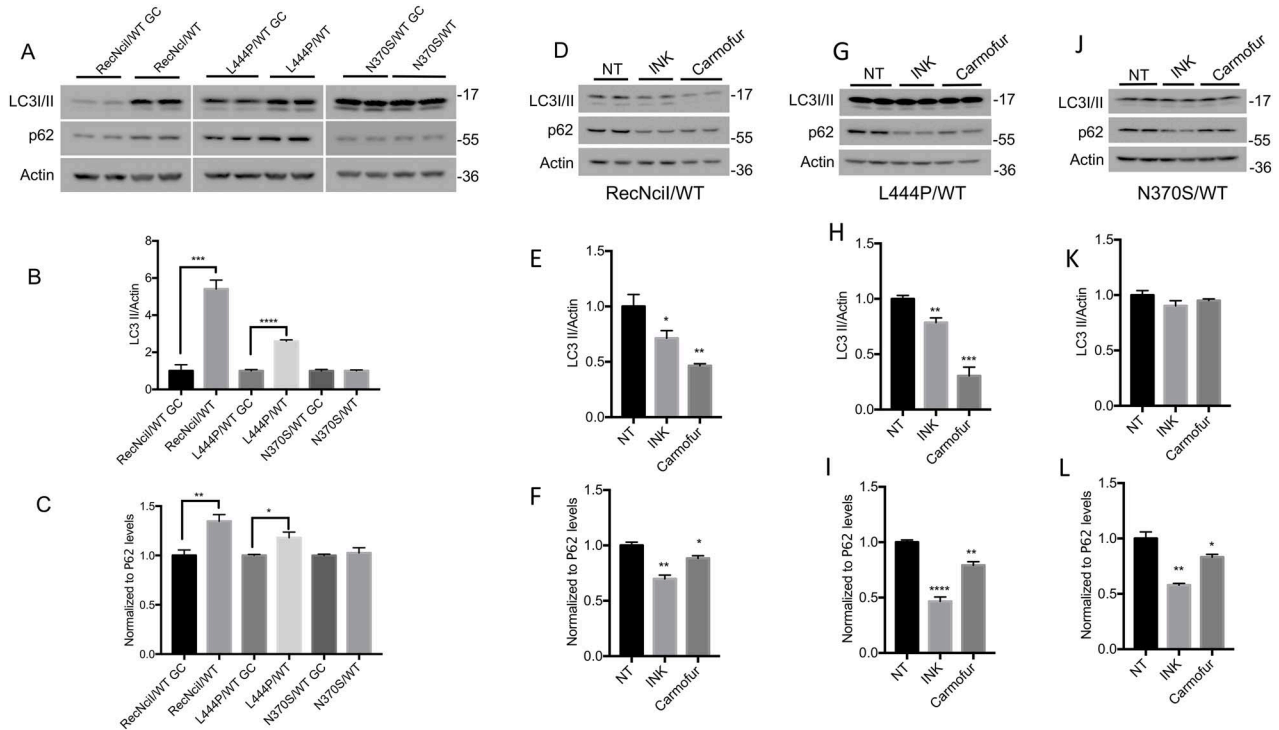 A
RecNciI/WT GC
RecNcI/WT
L444P/WT GC
L444P/WT
N370S/WT GC
N370S/WT
LC3I/II
-17
p62
-55
Actin
-36
D
NT
INK
Carmofur
LC3I/II
-17
p62
-55
Actin
-36
RecNciI/WT
G
NT
INK
Carmofur
LC3I/II
-17
p62
-55
Actin
-36
L444P/WT
J
NT
INK
Carmofur
LC3I/II
-17
p62
-55
Actin
-36
N370S/WT
B
LC3 II/Actin
8
6
4
2
0
***
****
RecNciI/WT GC
RecNciI/WT
L444P/WT GC
L444P/WT
N370S/WT GC
N370S/WT
E
LC3 II/Actin
1.5
1.0
0.5
0.0
*
**
NT
INK
Carmofur
H
LC3 II/Actin
1.5
1.0
0.5
0.0
**
***
NT
INK
Carmofur
K
LC3 II/Actin
1.5
1.0
0.5
0.0
NT
INK
Carmofur
C
Normalized to P62 levels
1.5
1.0
0.5
0.0
**
*
RecNciI/WT GC
RecNciI/WT
L444P/WT GC
L444P/WT
N370S/WT GC
N370S/WT
F
Normalized to P62 levels
1.5
1.0
0.5
0.0
**
*
NT
INK
Carmofur
I
Normalized to P62 levels
1.5
1.0
0.5
0.0
****
**
NT
INK
Carmofur
L
Normalized to P62 levels
1.5
1.0
0.5
0.0
**
*
NT
INK
Carmofur